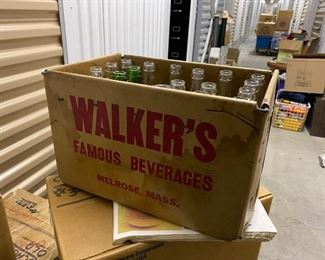 WALKER'S
FAMOUS BEVERAGES
MELROSE, MASS.